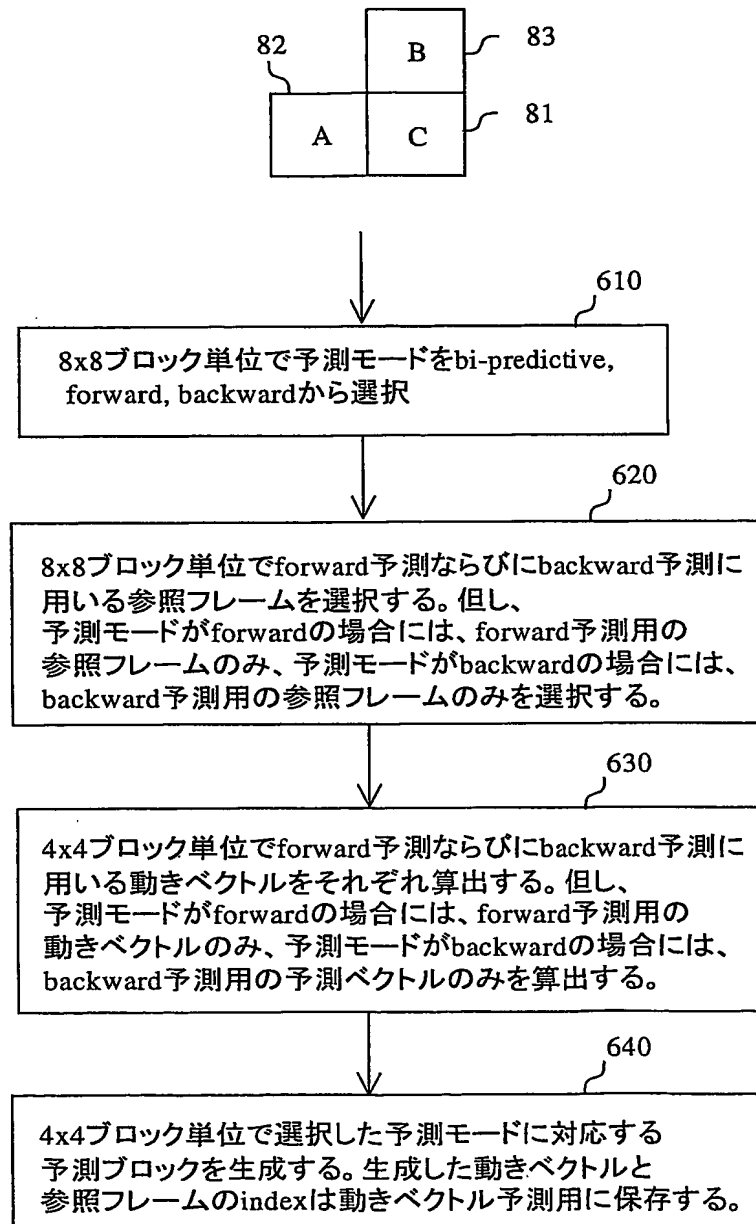 83
B
82
81
A
C
610
8x8ブロック単位で予測モードをbi-predictive,
forward, backwardから選択
620
8x8ブロック単位でforward予測ならびにbackward予測に
用いる参照フレームを選択する。但し、
予測モードがforwardの場合には、forward予測用の
参照フレームのみ、予測モードがbackwardの場合には、
backward予測用の参照フレームのみを選択する。
630
4x4ブロック単位でforward予測ならびにbackward予測に
用いる動きベクトルをそれぞれ算出する。但し、
予測モードがforwardの場合には、forward予測用の
動きベクトルのみ、予測モードがbackwardの場合には、
backward予測用の予測ベクトルのみを算出する。
640
4x4ブロック単位で選択した予測モードに対応する
予測ブロックを生成する。生成した動きベクトルと
参照フレームのindexは動きベクトル予測用に保存する。